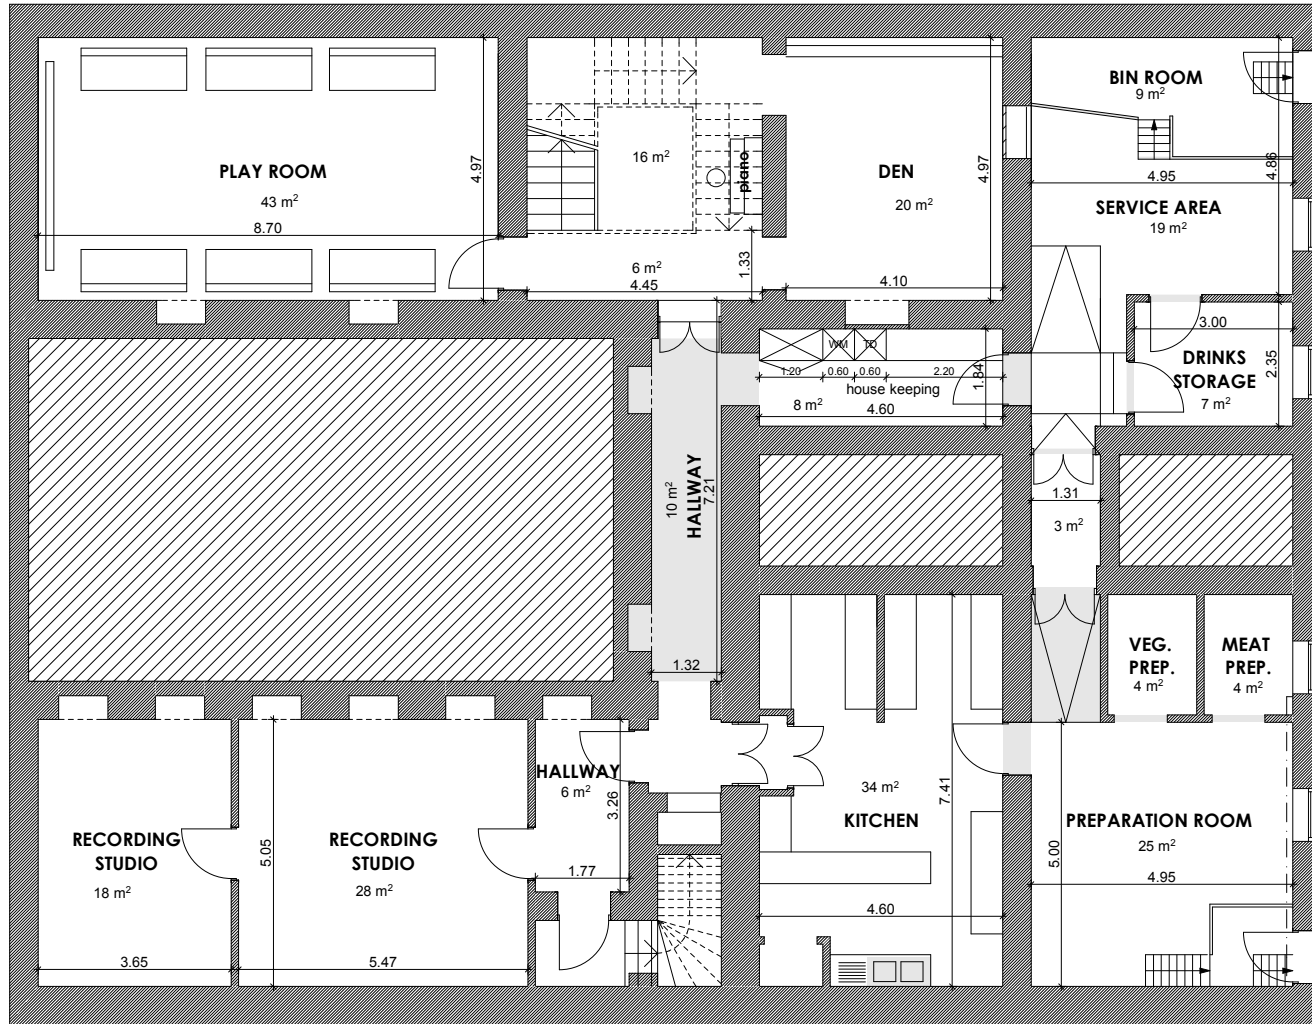 PLAY ROOM
43 m²
8.70
4.97
16 m²
piano
6 m²
4.45
1.33
DEN
20 m²
4.97
4.10
BIN ROOM
9 m²
4.95
4.86
SERVICE AREA
19 m²
3.00
DRINKS
STORAGE
7 m²
2.35
WM
TD
1.20
0.60
0.60
2.20
house keeping
8 m²
4.60
1.84
10 m²
HALLWAY
7.21
1.32
1.31
3 m²
VEG.
PREP.
4 m²
MEAT
PREP.
4 m²
HALLWAY
6 m²
3.26
1.77
RECORDING
STUDIO
18 m²
3.65
5.05
RECORDING
STUDIO
28 m²
5.47
34 m²
KITCHEN
7.41
4.60
PREPARATION ROOM
25 m²
5.00
4.95